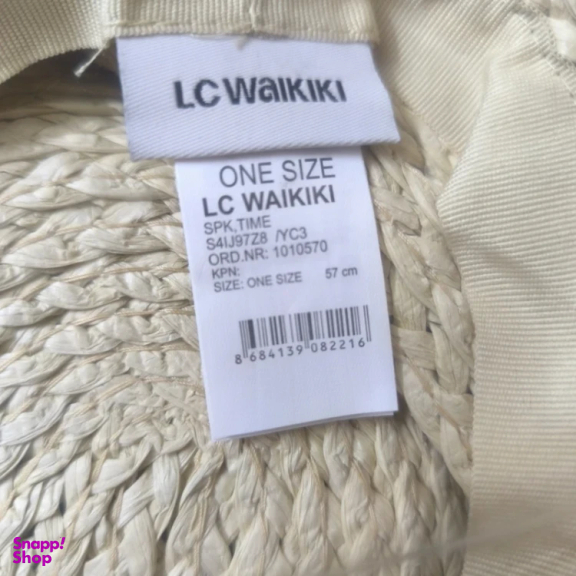 LC WAIKIKI
ONE SIZE
LC WAIKIKI
SPK,TIME
S4IJ97Z8 /YC3
ORD.NR: 1010570
KPN:
SIZE: ONE SIZE 57 cm
8 684139 082216
Snapp!
Shop